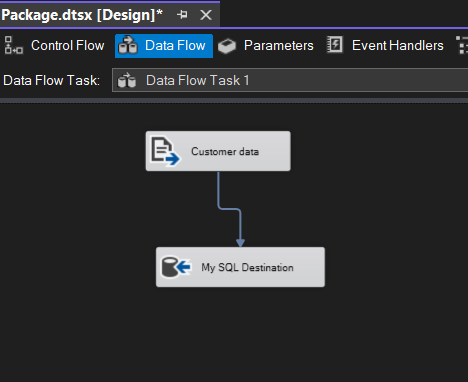 Package.dtsx [Design]*
Control Flow Data Flow Parameters Event Handlers
Data Flow Task: Data Flow Task 1
Customer data
My SQL Destination